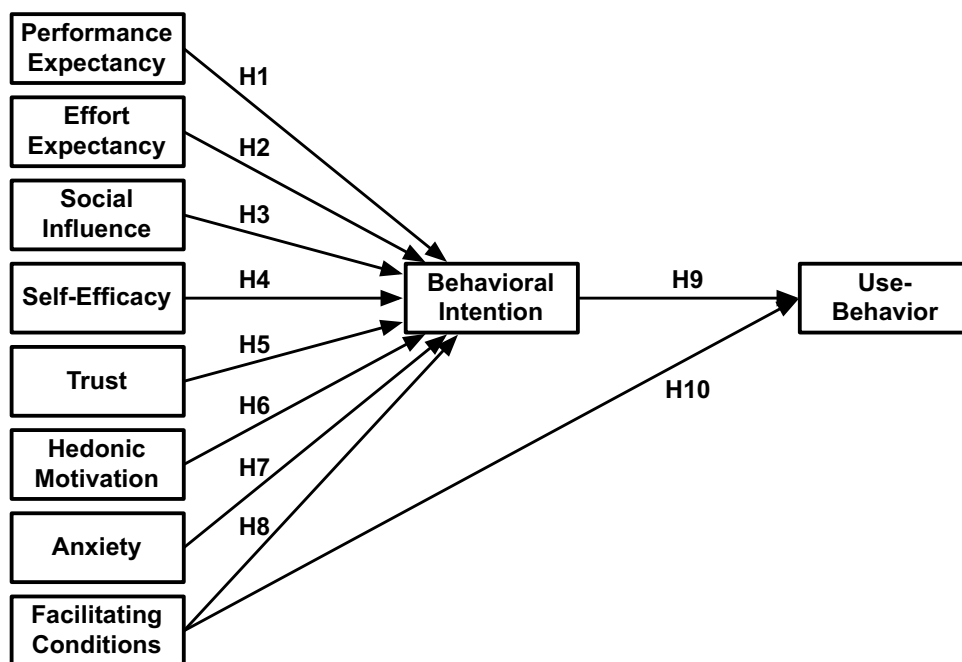 Performance
Expectancy
H1
Effort
Expectancy
H2
Social
Influence
H3
Self-Efficacy
H4
Behavioral
Intention
H9
Use-
Behavior
H5
Trust
H10
H6
Hedonic
Motivation
H7
H8
Anxiety
Facilitating
Conditions